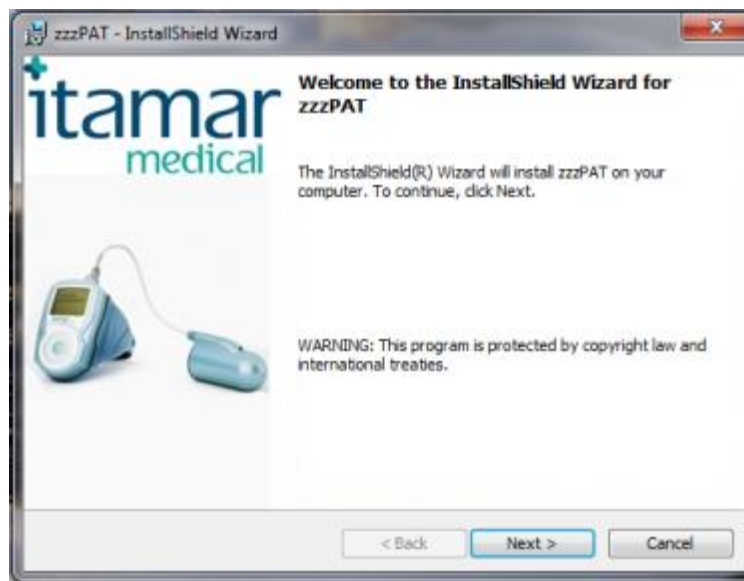 zzzPAT - InstallShield Wizard
itamar
medical
Welcome to the InstallShield Wizard for
zzzPAT
The InstallShield(R) Wizard will install zzzPAT on your
computer. To continue, click Next.
WARNING: This program is protected by copyright law and
international treaties.
< Back
Next >
Cancel